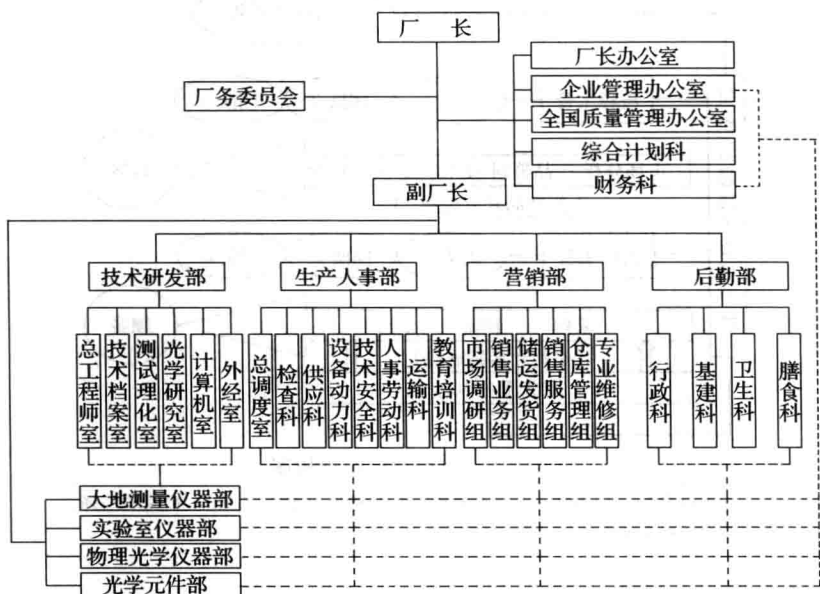 厂 长
厂长办公室
企业管理办公室
厂务委员会
全国质量管理办公室
综合计划科
副厂长
财务科
技术研发部
生产人事部
营销部
后勤部
总工程师室
技术档案室
测试理化室
光学研究室
计算机室
外经室
总调度室
检查科
供应科
设备动力科
技术安全科
人事劳动科
运输科
教育培训科
市场调研组
销售业务组
储运发货组
销售服务组
仓库管理组
专业维修组
行政科
基建科
卫生科
膳食科
大地测量仪器部
实验室仪器部
物理光学仪器部
光学元件部